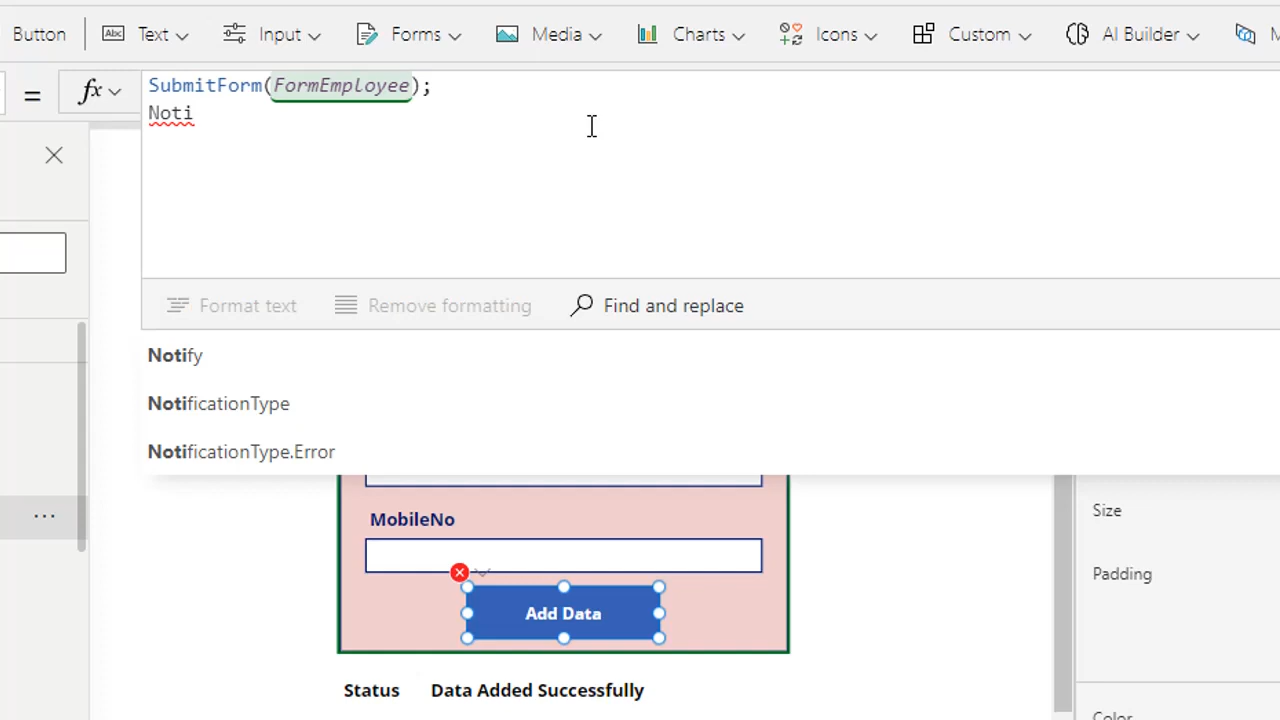 Button Text Input Forms Media Charts Icons Custom AI Builder M
= fx SubmitForm(FormEmployee);
Noti
Format text Remove formatting Find and replace
Notify
NotificationType
NotificationType.Error
Size
MobileNo
Padding
Add Data
Status Data Added Successfully
Color